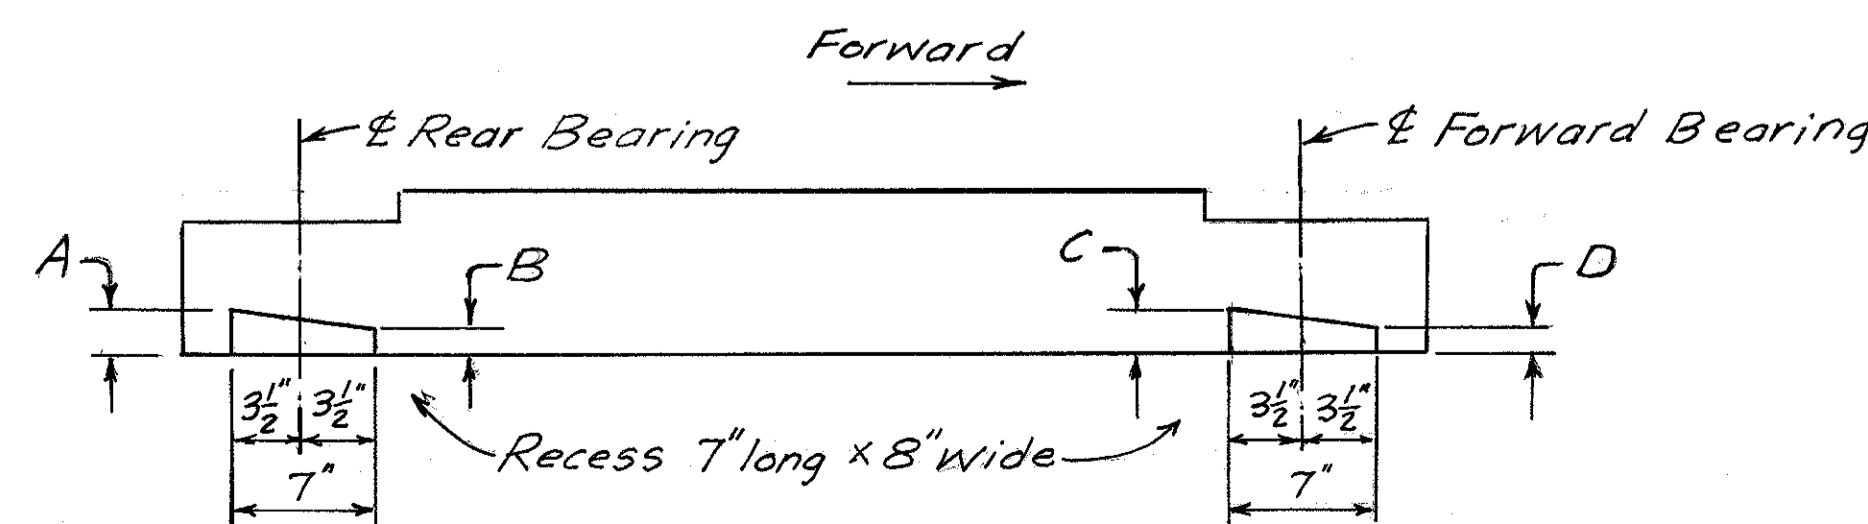 Forward
℄ Rear Bearing
℄ Forward Bearing
A
B
C
D
3½" 3½"
3½" 3½"
Recess 7" long × 8" wide
7"
7"